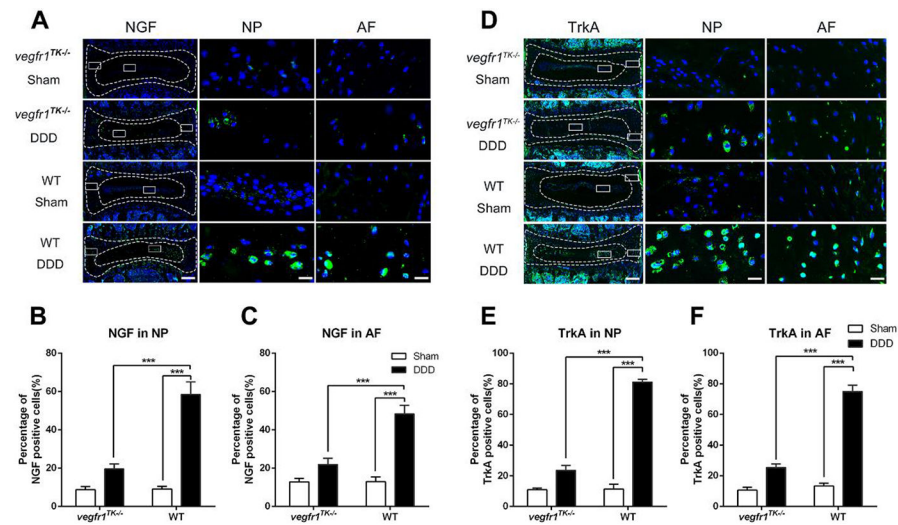 A
NGF NP AF
vegfr1TK-/-
Sham
vegfr1TK-/-
DDD
WT
Sham
WT
DDD
D
TrkA NP AF
vegfr1TK-/-
Sham
vegfr1TK-/-
DDD
WT
Sham
WT
DDD
B
NGF in NP
Percentage of
NGF positive cells(%)
80
60
40
20
0
***
***
vegfr1TK-/- WT
C
NGF in AF
Sham
DDD
Percentage of
NGF positive cells(%)
80
60
40
20
0
***
***
vegfr1TK-/- WT
E
TrkA in NP
Percentage of
TrkA positive cells(%)
100
80
60
40
20
0
***
***
vegfr1TK-/- WT
F
TrkA in AF
Sham
DDD
Percentage of
TrkA positive cells(%)
100
80
60
40
20
0
***
***
vegfr1TK-/- WT